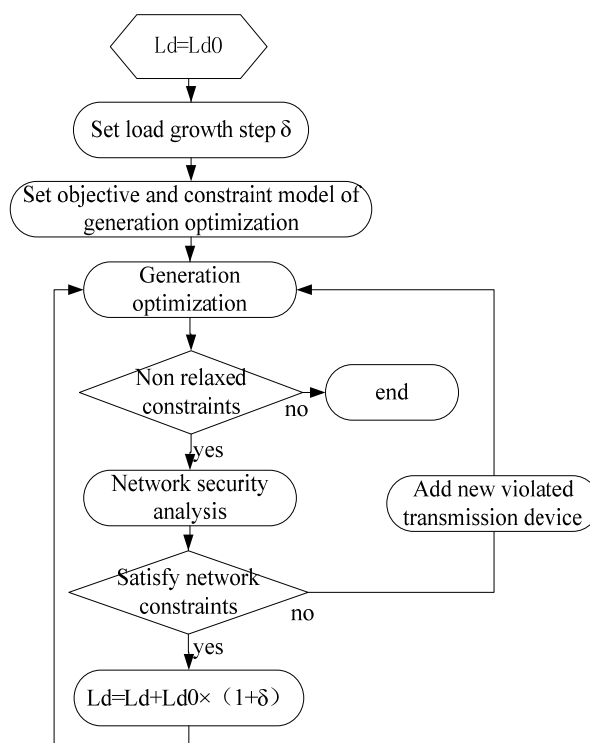 Ld=Ld0
Set load growth step δ
Set objective and constraint model of
generation optimization
Generation
optimization
Non relaxed
constraints
no
end
yes
Network security
analysis
Add new violated
transmission device
Satisfy network
constraints
no
yes
Ld=Ld+Ld0×（1+δ）